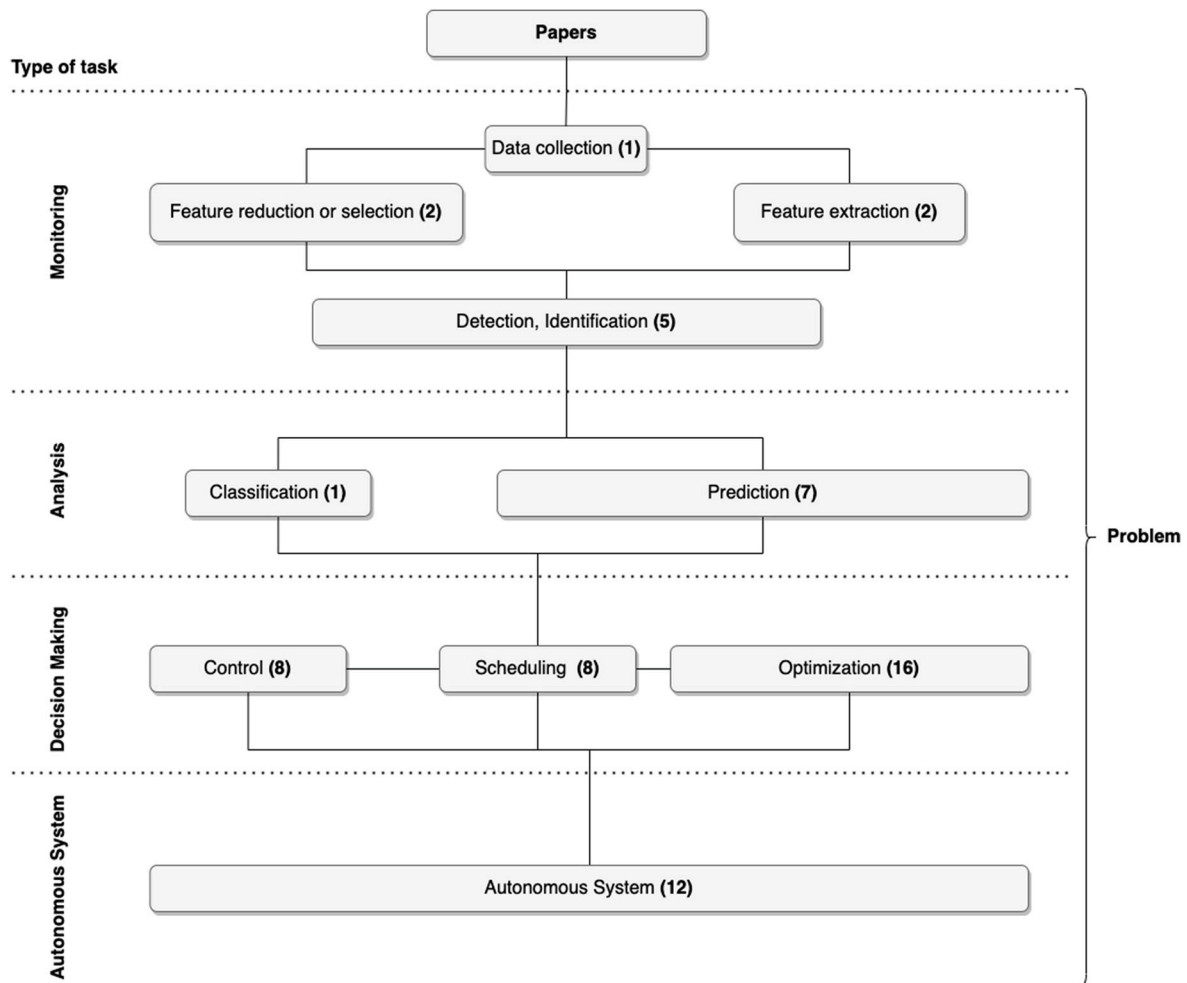 Papers
Type of task
Monitoring
Data collection (1)
Feature reduction or selection (2)
Feature extraction (2)
Detection, Identification (5)
Analysis
Classification (1)
Prediction (7)
Problem
Decision Making
Control (8)
Scheduling (8)
Optimization (16)
Autonomous System
Autonomous System (12)